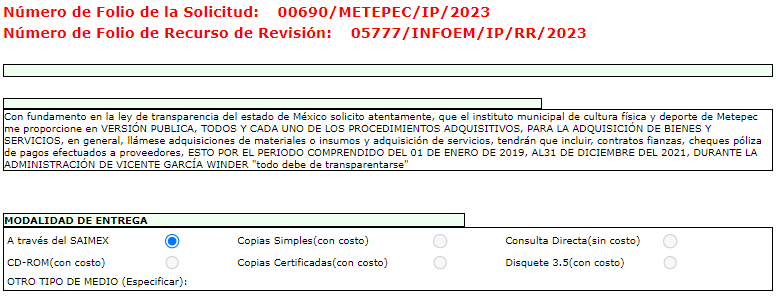 Número de Folio de la Solicitud: 00690/METEPEC/IP/2023
Número de Folio de Recurso de Revisión: 05777/INFOEM/IP/RR/2023
Con fundamento en la ley de transparencia del estado de México solicito atentamente, que el instituto municipal de cultura física y deporte de Metepec
me proporcione en VERSIÓN PUBLICA, TODOS Y CADA UNO DE LOS PROCEDIMIENTOS ADQUISITIVOS, PARA LA ADQUISICIÓN DE BIENES Y
SERVICIOS, en general, llámese adquisiciones de materiales o insumos y adquisición de servicios, tendrán que incluir, contratos fianzas, cheques póliza
de pagos efectuados a proveedores, ESTO POR EL PERIODO COMPRENDIDO DEL 01 DE ENERO DE 2019, AL31 DE DICIEMBRE DEL 2021, DURANTE LA
ADMINISTRACIÓN DE VICENTE GARCÍA WINDER "todo debe de transparentarse"
MODALIDAD DE ENTREGA
A través del SAIMEX Copias Simples(con costo) Consulta Directa(sin costo)
CD-ROM(con costo) Copias Certificadas(con costo) Disquete 3.5(con costo)
OTRO TIPO DE MEDIO (Especificar):